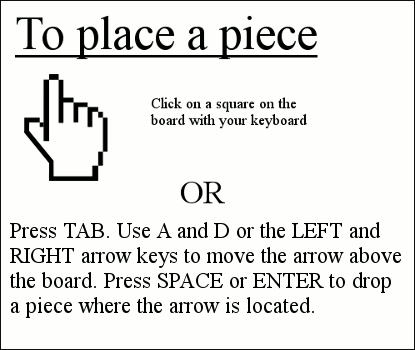 To place a piece
Click on a square on the
board with your keyboard
OR
Press TAB. Use A and D or the LEFT and
RIGHT arrow keys to move the arrow above
the board. Press SPACE or ENTER to drop
a piece where the arrow is located.